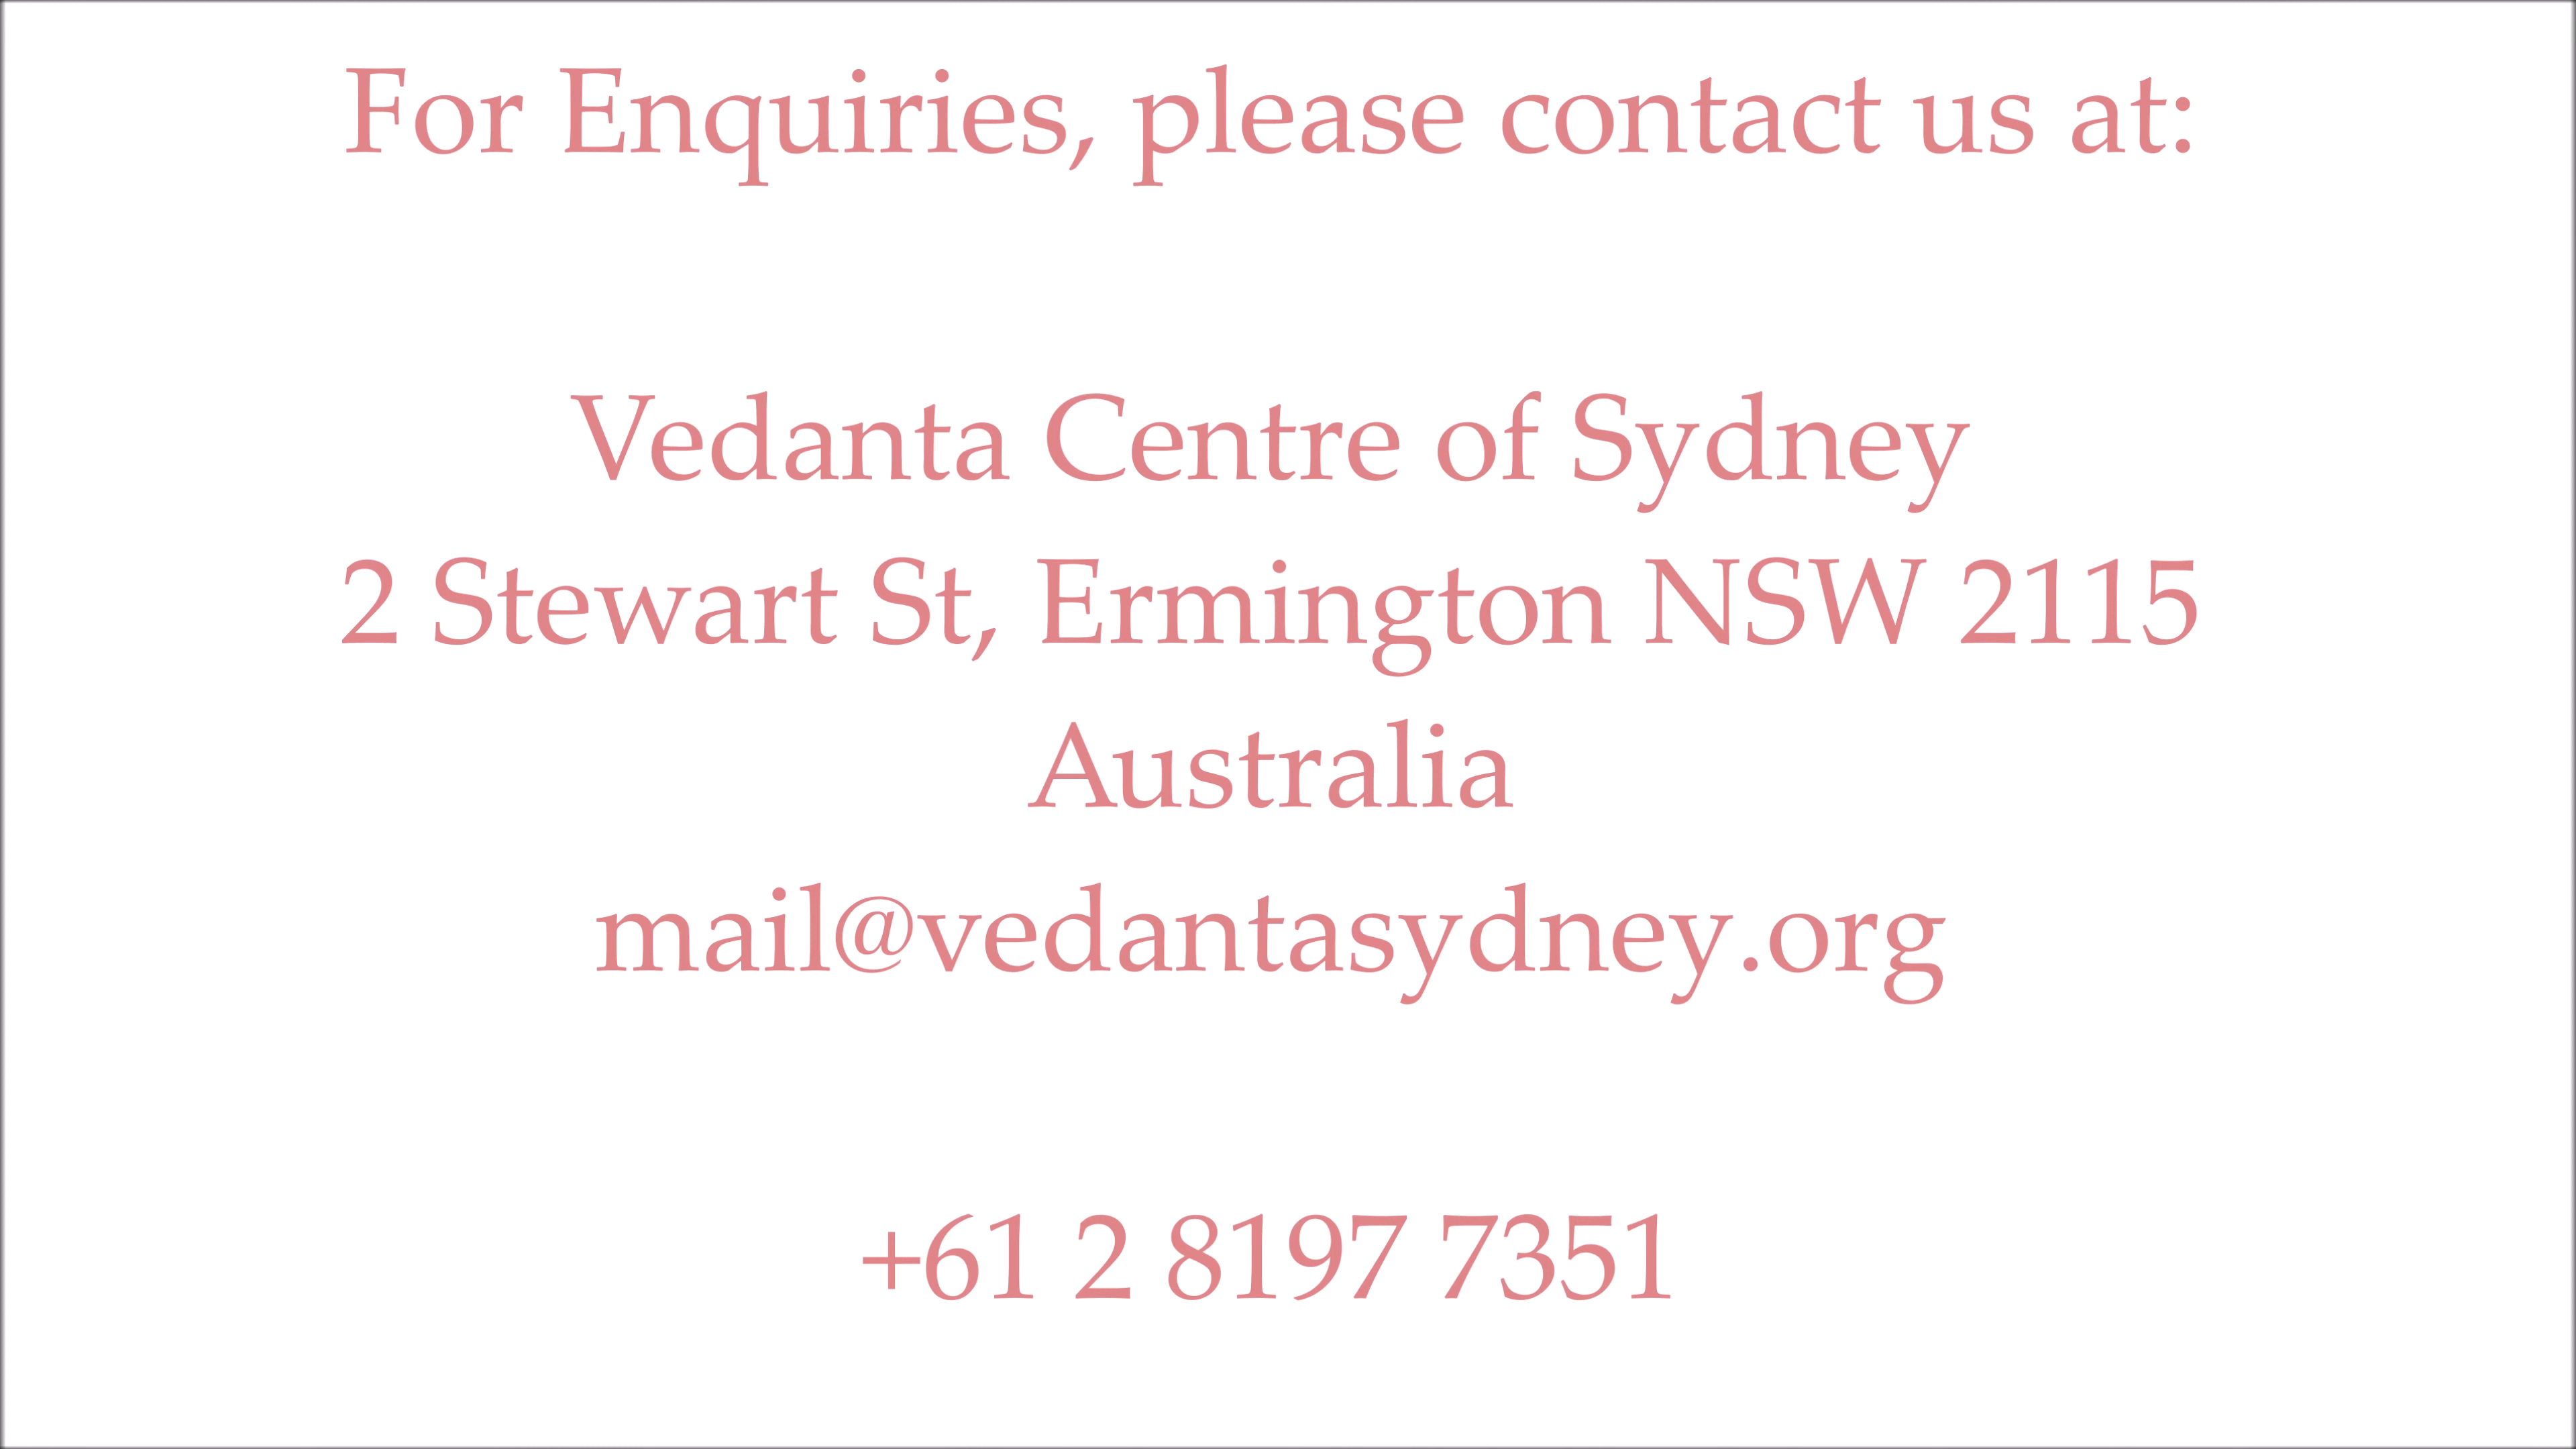 For Enquiries, please contact us at:
Vedanta Centre of Sydney
2 Stewart St, Ermington NSW 2115
Australia
mail@vedantasydney.org
+61 2 8197 7351